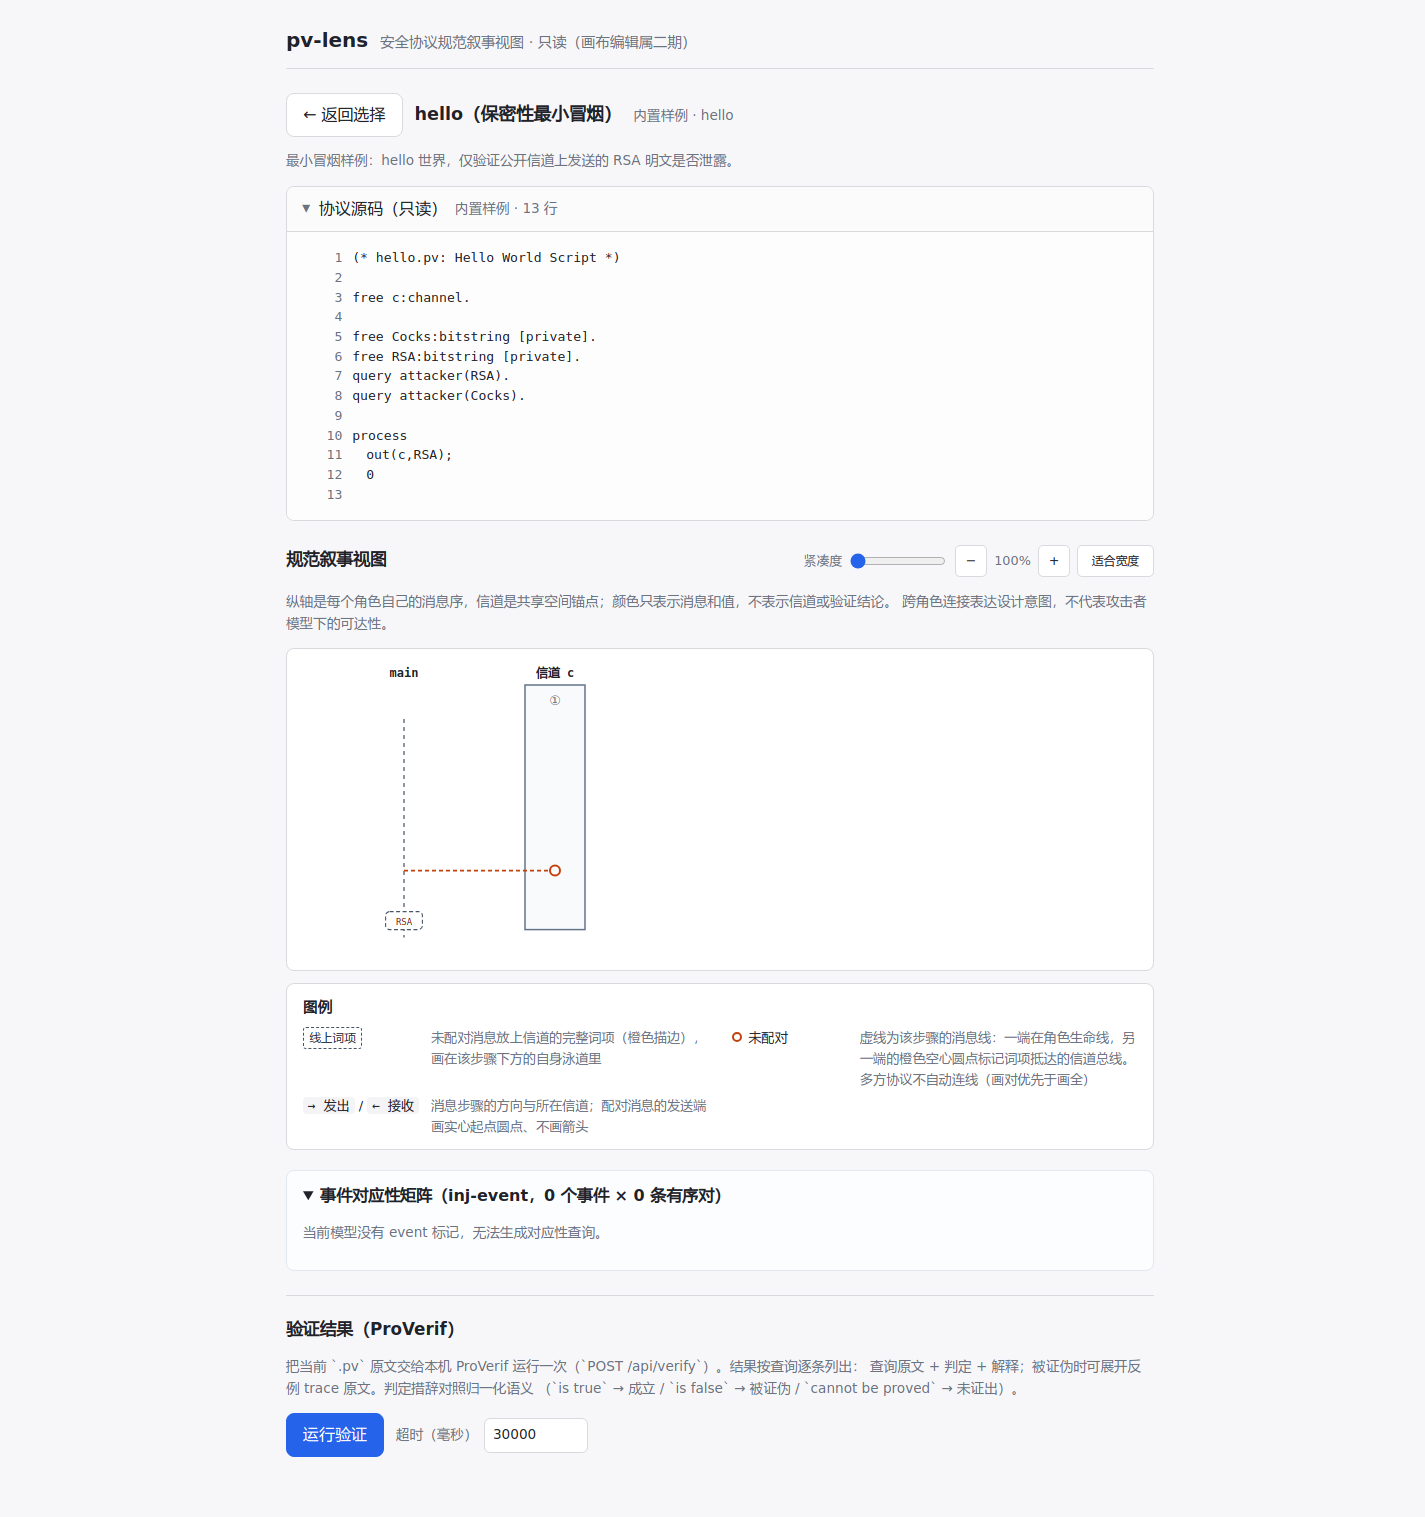 pv-lens 安全协议规范叙事视图 · 只读（画布编辑属二期）
← 返回选择 hello（保密性最小冒烟） 内置样例 · hello
最小冒烟样例：hello 世界，仅验证公开信道上发送的 RSA 明文是否泄露。
▼ 协议源码（只读） 内置样例 · 13 行
1 (* hello.pv: Hello World Script *)
2
3 free c:channel.
4
5 free Cocks:bitstring [private].
6 free RSA:bitstring [private].
7 query attacker(RSA).
8 query attacker(Cocks).
9
10 process
11 out(c,RSA);
12 0
13
规范叙事视图 紧凑度 − 100% + 适合宽度
纵轴是每个角色自己的消息序，信道是共享空间锚点；颜色只表示消息和值，不表示信道或验证结论。 跨角色连接表达设计意图，不代表攻击者
模型下的可达性。
main 信道 c
①
RSA
图例
线上词项 未配对消息放上信道的完整词项（橙色描边），
画在该步骤下方的自身泳道里
未配对 虚线为该步骤的消息线：一端在角色生命线，另
一端的橙色空心圆点标记词项抵达的信道总线。
多方协议不自动连线（画对优先于画全）
→ 发出 / ← 接收 消息步骤的方向与所在信道；配对消息的发送端
画实心起点圆点、不画箭头
▼ 事件对应性矩阵（inj-event，0 个事件 × 0 条有序对）
当前模型没有 event 标记，无法生成对应性查询。
验证结果（ProVerif）
把当前 `.pv` 原文交给本机 ProVerif 运行一次（`POST /api/verify`）。结果按查询逐条列出： 查询原文 + 判定 + 解释；被证伪时可展开反
例 trace 原文。判定措辞对照归一化语义 （`is true` → 成立 / `is false` → 被证伪 / `cannot be proved` → 未证出）。
运行验证 超时（毫秒） 30000